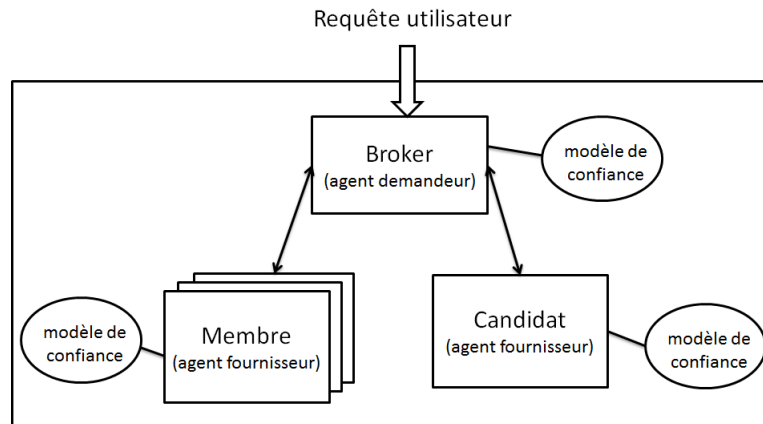 Requête utilisateur
Broker
(agent demandeur)
modèle de
confiance
modèle de
confiance
Membre
(agent fournisseur)
Candidat
(agent fournisseur)
modèle de
confiance